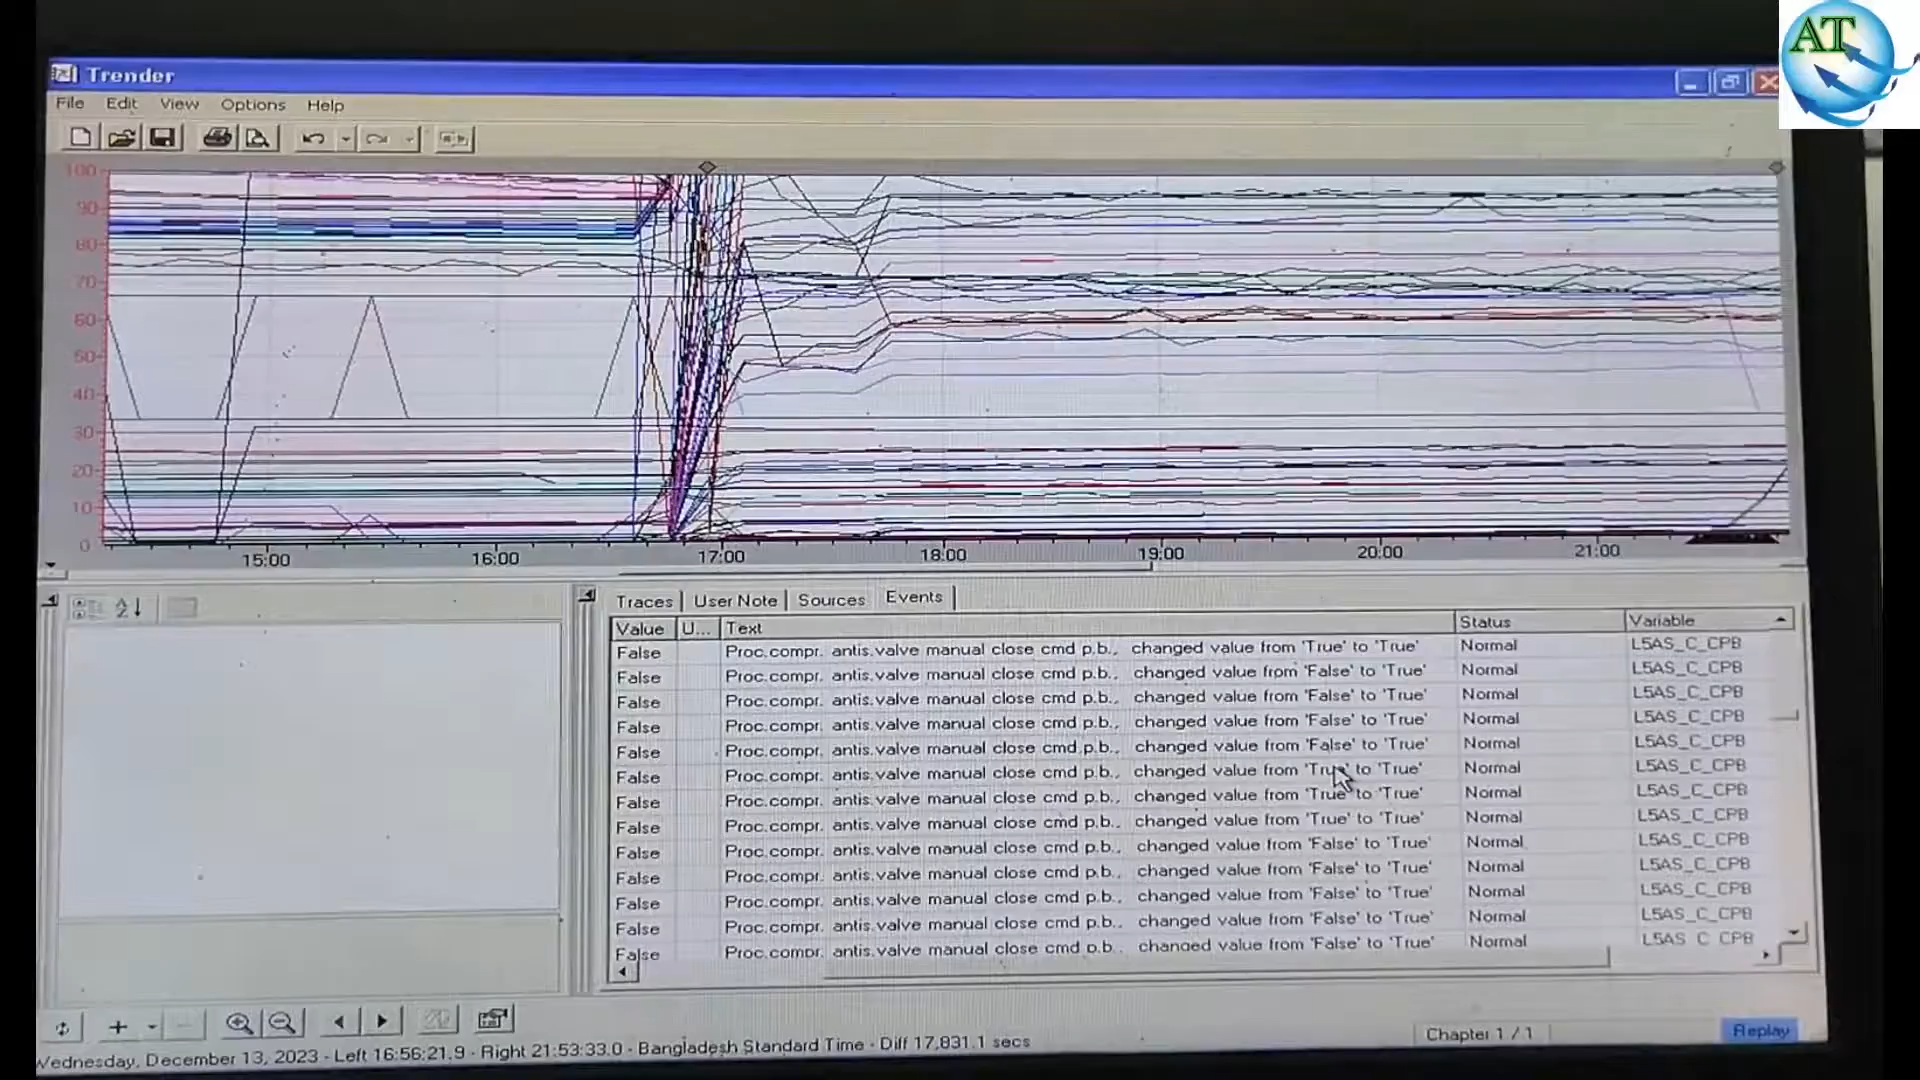 AT
Trender
File Edit View Options Help
100
90
80
70
60
50
40
30
20
10
0
15:00 16:00 17:00 18:00 19:00 20:00 21:00
Traces User Note Sources Events
Value U... Text Status Variable
False Proc.compr. antis.valve manual close cmd p.b., changed value from 'True' to 'True' Normal L5AS_C_CPB
False Proc.compr. antis.valve manual close cmd p.b., changed value from 'False' to 'True' Normal L5AS_C_CPB
False Proc.compr. antis.valve manual close cmd p.b., changed value from 'False' to 'True' Normal L5AS_C_CPB
False Proc.compr. antis.valve manual close cmd p.b., changed value from 'False' to 'True' Normal L5AS_C_CPB
False Proc.compr. antis.valve manual close cmd p.b., changed value from 'False' to 'True' Normal L5AS_C_CPB
False Proc.compr. antis.valve manual close cmd p.b., changed value from 'True' to 'True' Normal L5AS_C_CPB
False Proc.compr. antis.valve manual close cmd p.b., changed value from 'True' to 'True' Normal L5AS_C_CPB
False Proc.compr. antis.valve manual close cmd p.b., changed value from 'True' to 'True' Normal L5AS_C_CPB
False Proc.compr. antis.valve manual close cmd p.b., changed value from 'False' to 'True' Normal L5AS_C_CPB
False Proc.compr. antis.valve manual close cmd p.b., changed value from 'False' to 'True' Normal L5AS_C_CPB
False Proc.compr. antis.valve manual close cmd p.b., changed value from 'False' to 'True' Normal L5AS_C_CPB
False Proc.compr. antis.valve manual close cmd p.b., changed value from 'False' to 'True' Normal L5AS_C_CPB
False Proc.compr. antis.valve manual close cmd p.b., changed value from 'False' to 'True' Normal L5AS_C_CPB
Chapter 1 / 1 Replay
Wednesday, December 13, 2023 - Left 16:56:21.9 - Right 21:53:33.0 - Bangladesh Standard Time - Diff 17,831.1 secs